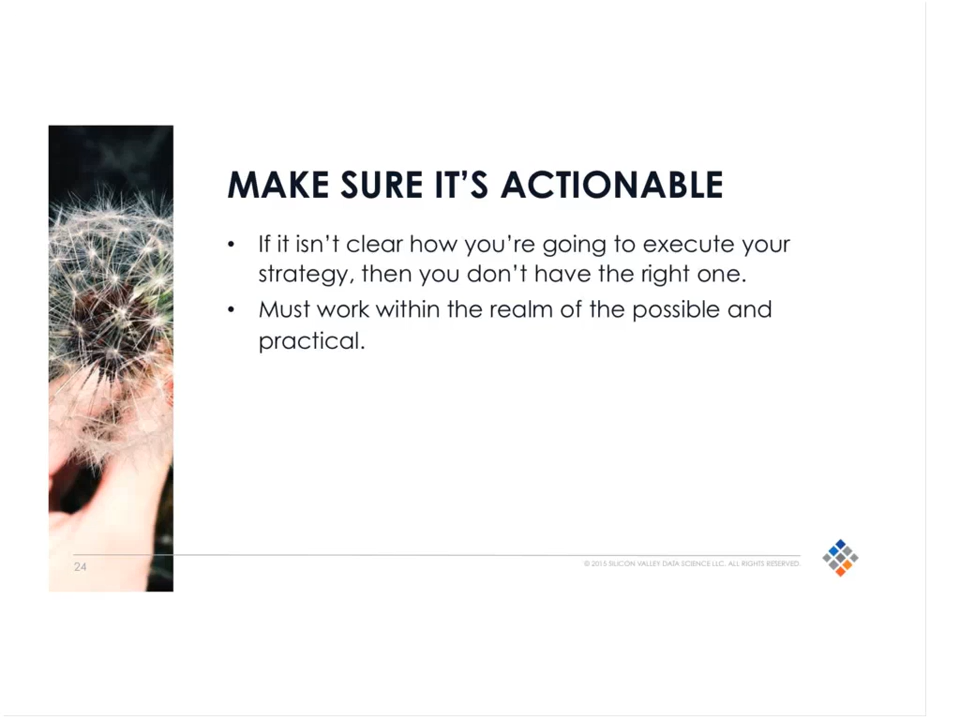 MAKE SURE IT’S ACTIONABLE
• If it isn’t clear how you’re going to execute your
strategy, then you don’t have the right one.
• Must work within the realm of the possible and
practical.
24
© 2015 SILICON VALLEY DATA SCIENCE LLC. ALL RIGHTS RESERVED.